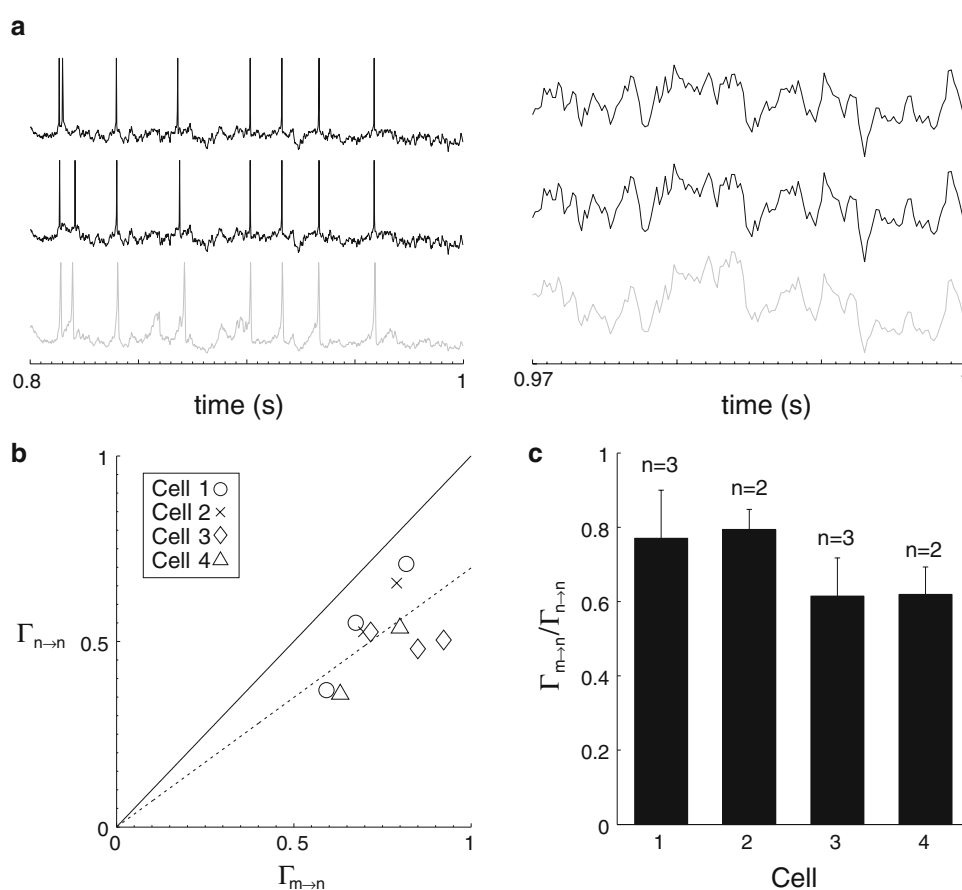 a
0.8
1
time (s)
0.97
time (s)
b
1
Cell 1
Cell 2
Cell 3
Cell 4
Γn→n
0.5
0
0
0.5
1
Γm→n
c
1
n=3
n=2
n=3
n=2
0.8
0.6
0.4
0.2
0
Γm→n/Γn→n
1
2
3
4
Cell